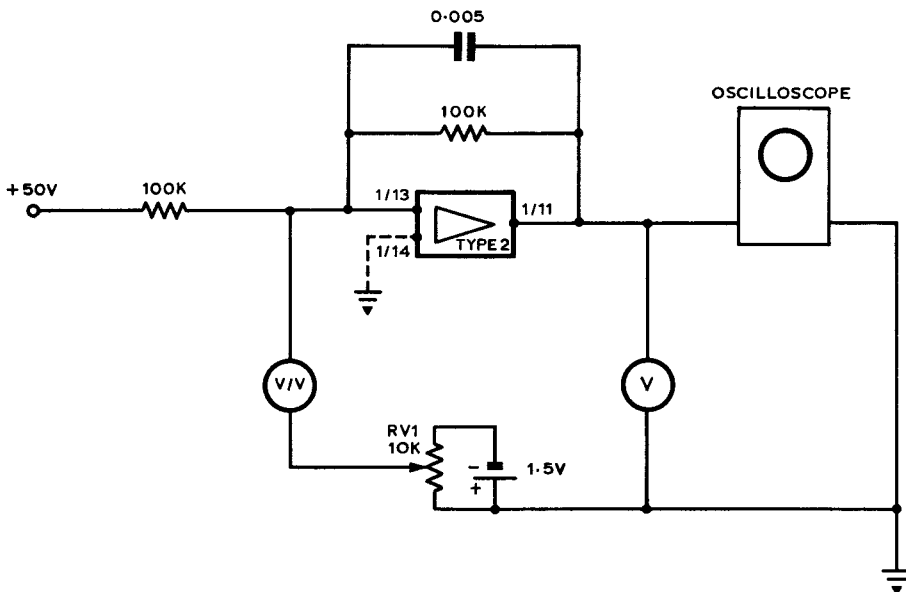 0·005
OSCILLOSCOPE
100K
+50V
100K
1/13
1/11
TYPE 2
1/14
V/V
V
RV1
10K
-
1·5V
+